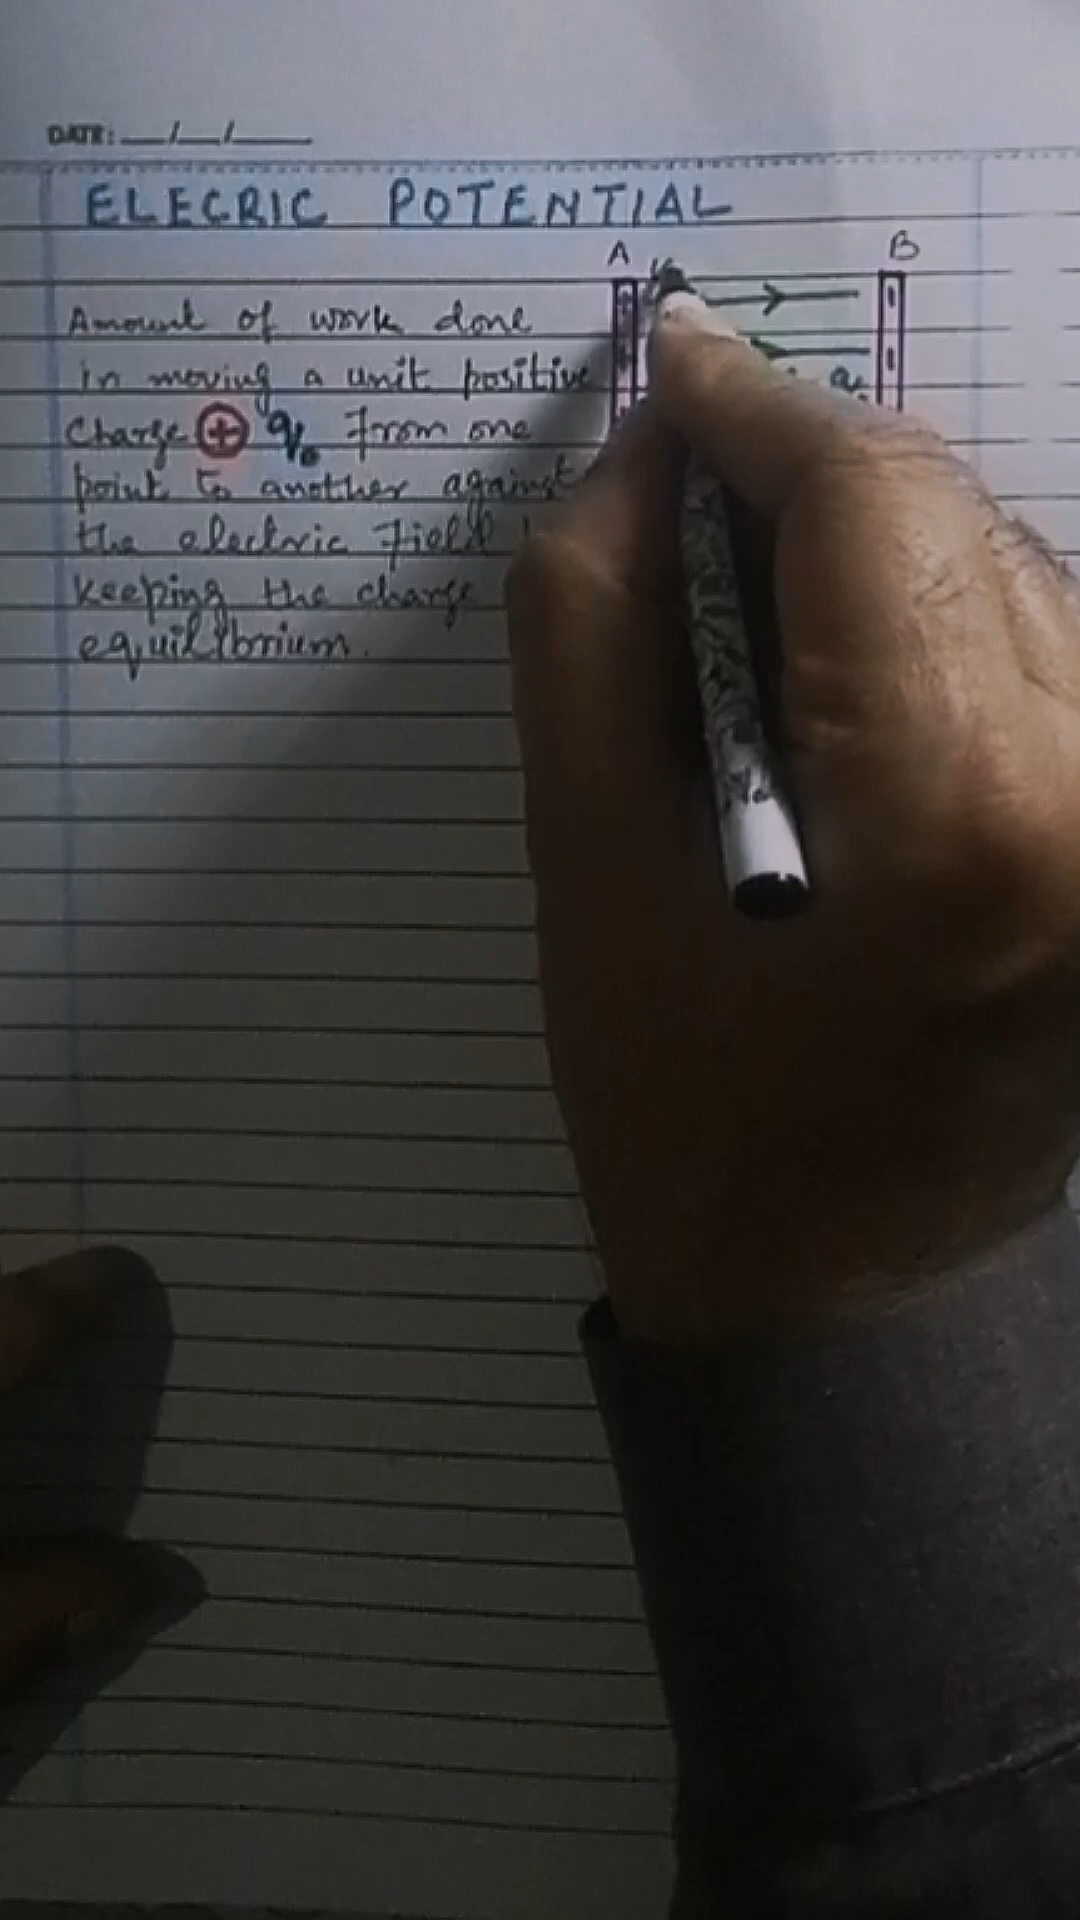 DATE: __/__/____
ELECRIC POTENTIAL
A B
Amount of work done
in moving a unit positive
Charge + q₀ from one
point to another against
the electric field
keeping the charge
equilibrium.